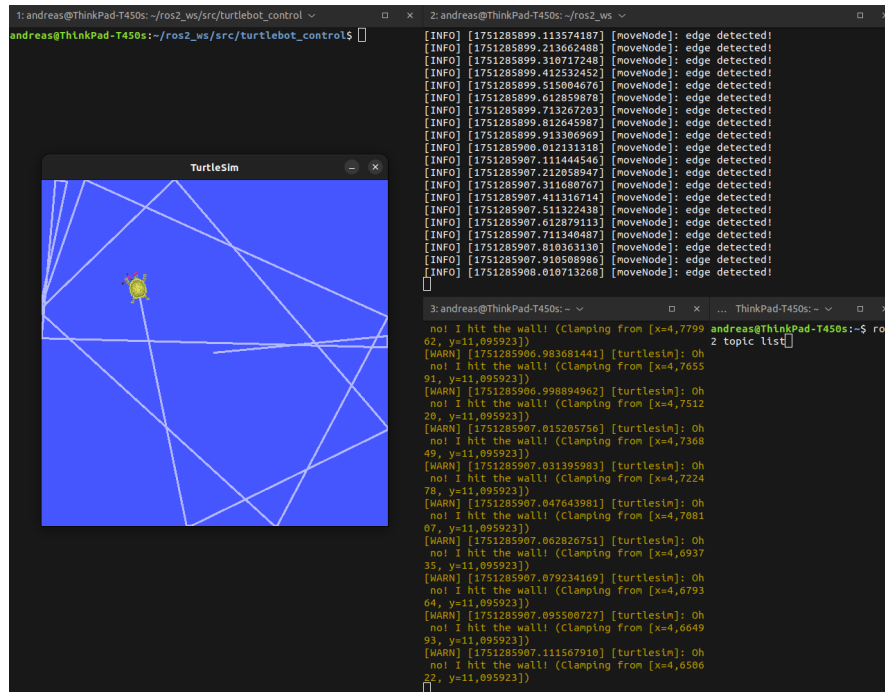 1: andreas@ThinkPad-T450s: ~/ros2_ws/src/turtlebot_control
andreas@ThinkPad-T450s:~/ros2_ws/src/turtlebot_control$
TurtleSim
2: andreas@ThinkPad-T450s: ~/ros2_ws
[INFO] [1751285899.113574187] [moveNode]: edge detected!
[INFO] [1751285899.213662488] [moveNode]: edge detected!
[INFO] [1751285899.310717248] [moveNode]: edge detected!
[INFO] [1751285899.412532452] [moveNode]: edge detected!
[INFO] [1751285899.515004676] [moveNode]: edge detected!
[INFO] [1751285899.612859878] [moveNode]: edge detected!
[INFO] [1751285899.713267203] [moveNode]: edge detected!
[INFO] [1751285899.812645987] [moveNode]: edge detected!
[INFO] [1751285899.913306969] [moveNode]: edge detected!
[INFO] [1751285900.012131318] [moveNode]: edge detected!
[INFO] [1751285907.111444546] [moveNode]: edge detected!
[INFO] [1751285907.212058947] [moveNode]: edge detected!
[INFO] [1751285907.311680767] [moveNode]: edge detected!
[INFO] [1751285907.411316714] [moveNode]: edge detected!
[INFO] [1751285907.511322438] [moveNode]: edge detected!
[INFO] [1751285907.612879113] [moveNode]: edge detected!
[INFO] [1751285907.711340487] [moveNode]: edge detected!
[INFO] [1751285907.810363130] [moveNode]: edge detected!
[INFO] [1751285907.910508986] [moveNode]: edge detected!
[INFO] [1751285908.010713268] [moveNode]: edge detected!
3: andreas@ThinkPad-T450s: ~
no! I hit the wall! (Clamping from [x=4,7799
62, y=11,095923])
[WARN] [1751285906.983681441] [turtlesim]: Oh
no! I hit the wall! (Clamping from [x=4,7655
91, y=11,095923])
[WARN] [1751285906.998894962] [turtlesim]: Oh
no! I hit the wall! (Clamping from [x=4,7512
20, y=11,095923])
[WARN] [1751285907.015205756] [turtlesim]: Oh
no! I hit the wall! (Clamping from [x=4,7368
49, y=11,095923])
[WARN] [1751285907.031395983] [turtlesim]: Oh
no! I hit the wall! (Clamping from [x=4,7224
78, y=11,095923])
[WARN] [1751285907.047643981] [turtlesim]: Oh
no! I hit the wall! (Clamping from [x=4,7081
07, y=11,095923])
[WARN] [1751285907.062826751] [turtlesim]: Oh
no! I hit the wall! (Clamping from [x=4,6937
35, y=11,095923])
[WARN] [1751285907.079234169] [turtlesim]: Oh
no! I hit the wall! (Clamping from [x=4,6793
64, y=11,095923])
[WARN] [1751285907.095500727] [turtlesim]: Oh
no! I hit the wall! (Clamping from [x=4,6649
93, y=11,095923])
[WARN] [1751285907.111567910] [turtlesim]: Oh
no! I hit the wall! (Clamping from [x=4,6506
22, y=11,095923])
... ThinkPad-T450s: ~
andreas@ThinkPad-T450s:~$ ro
2 topic list